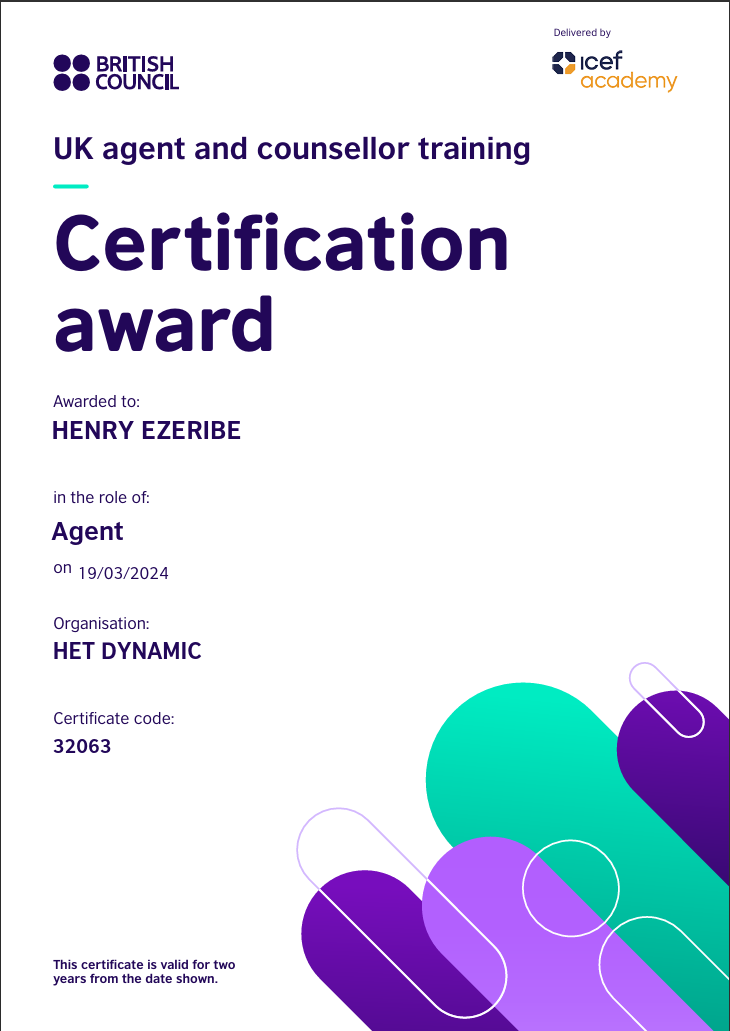 Delivered by
BRITISH
COUNCIL
icef
academy
UK agent and counsellor training
Certification
award
Awarded to:
HENRY EZERIBE
in the role of:
Agent
on 19/03/2024
Organisation:
HET DYNAMIC
Certificate code:
32063
This certificate is valid for two
years from the date shown.